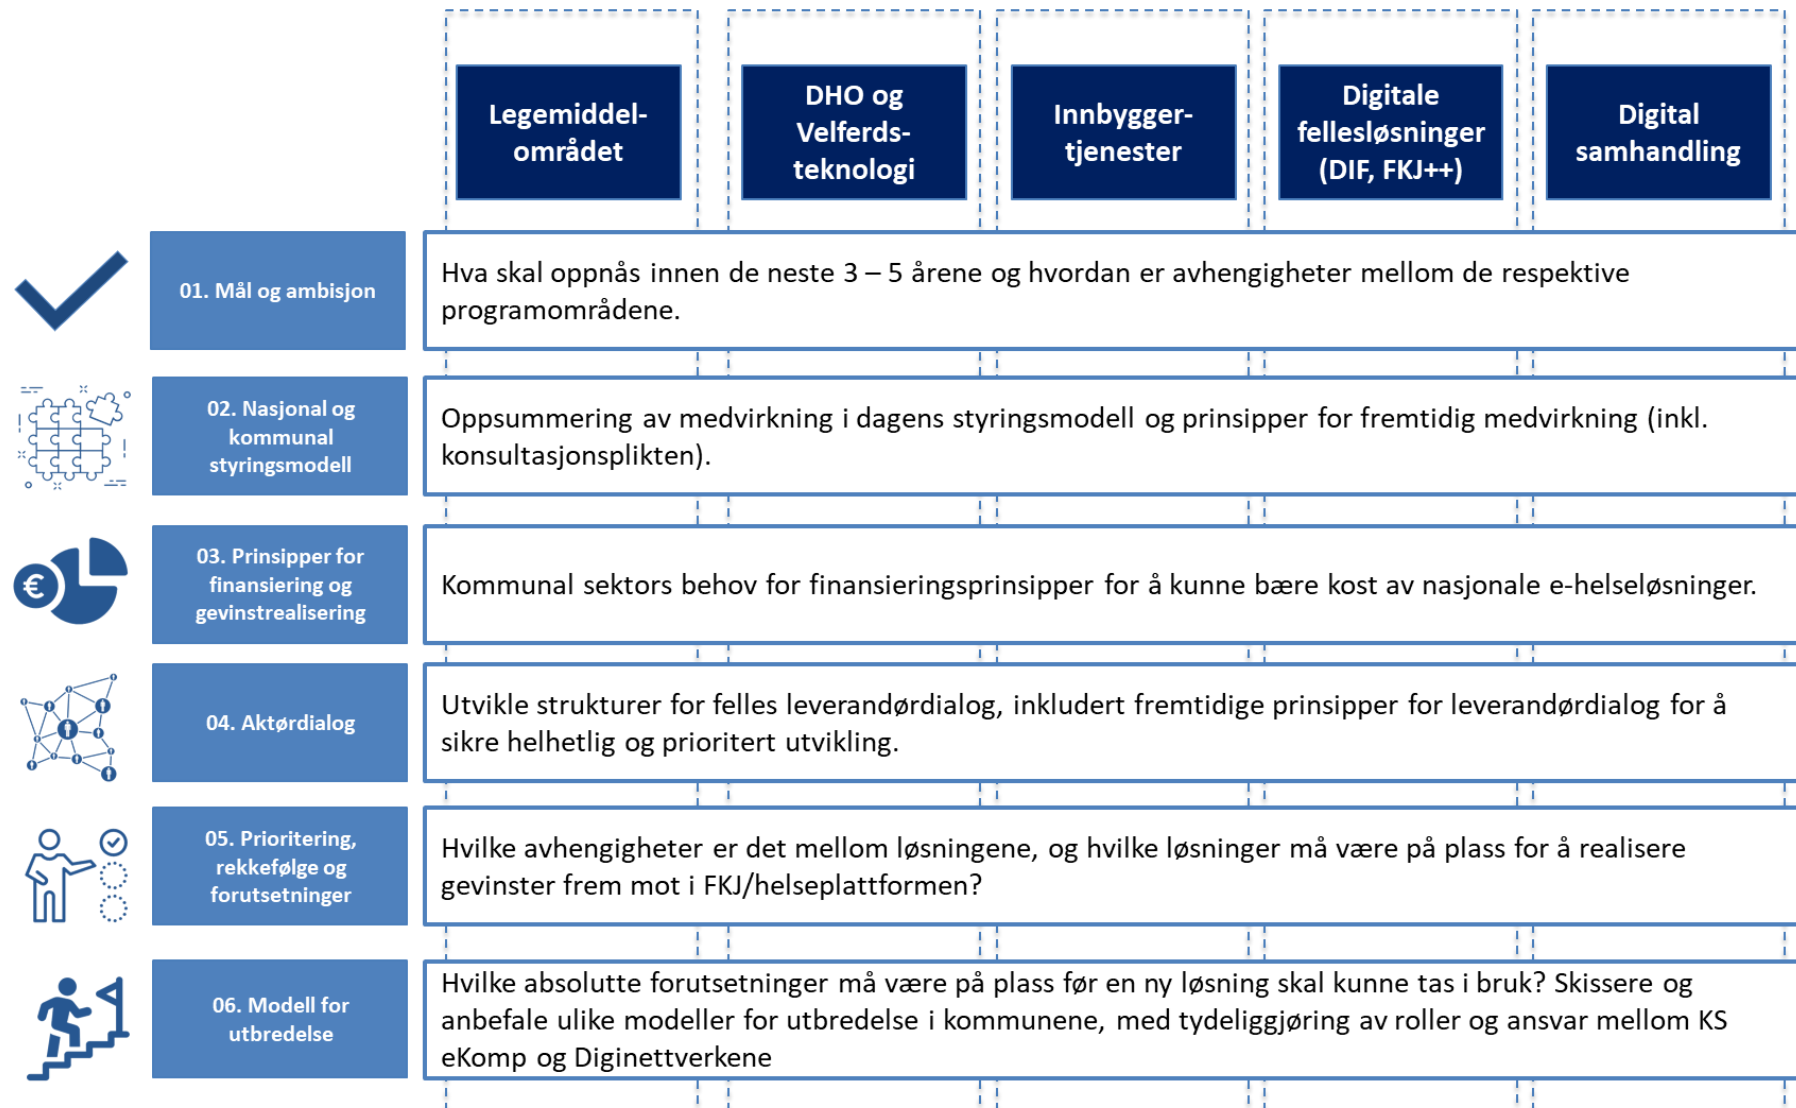 Legemiddel-
området
DHO og
Velferds-
teknologi
Innbygger-
tjenester
Digitale
fellesløsninger
(DIF, FKJ++)
Digital
samhandling
01. Mål og ambisjon
Hva skal oppnås innen de neste 3 – 5 årene og hvordan er avhengigheter mellom de respektive
programområdene.
02. Nasjonal og
kommunal
styringsmodell
Oppsummering av medvirkning i dagens styringsmodell og prinsipper for fremtidig medvirkning (inkl.
konsultasjonsplikten).
€
03. Prinsipper for
finansiering og
gevinstrealisering
Kommunal sektors behov for finansieringsprinsipper for å kunne bære kost av nasjonale e-helseløsninger.
04. Aktørdialog
Utvikle strukturer for felles leverandørdialog, inkludert fremtidige prinsipper for leverandørdialog for å
sikre helhetlig og prioritert utvikling.
05. Prioritering,
rekkefølge og
forutsetninger
Hvilke avhengigheter er det mellom løsningene, og hvilke løsninger må være på plass for å realisere
gevinster frem mot i FKJ/helseplattformen?
06. Modell for
utbredelse
Hvilke absolutte forutsetninger må være på plass før en ny løsning skal kunne tas i bruk? Skissere og
anbefale ulike modeller for utbredelse i kommunene, med tydeliggjøring av roller og ansvar mellom KS
eKomp og Diginettverkene